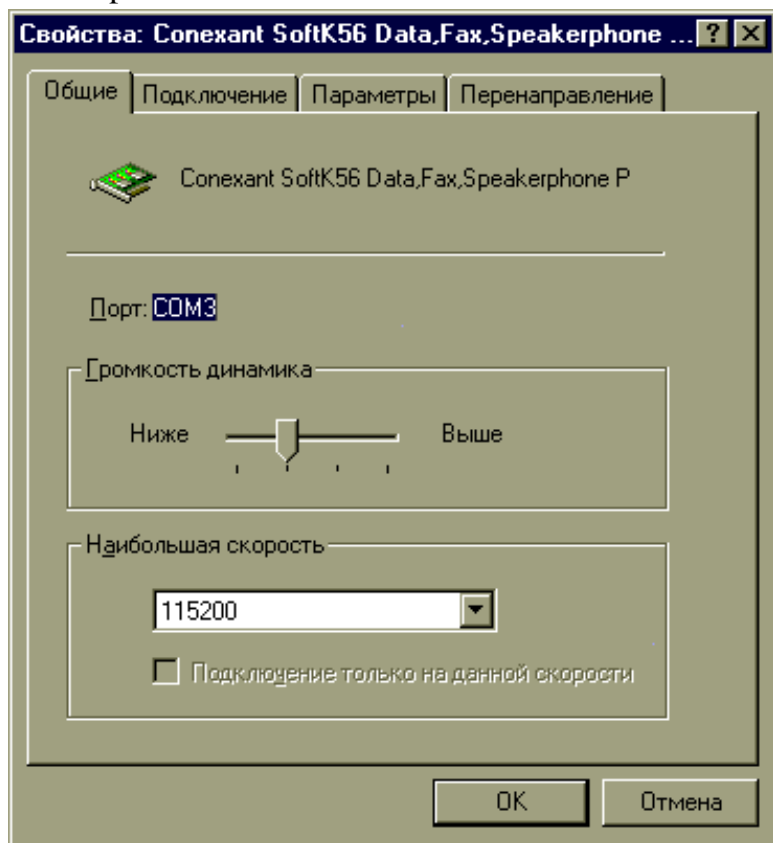 Свойства: Conexant SoftK56 Data,Fax,Speakerphone ...
Общие Подключение Параметры Перенаправление
Conexant SoftK56 Data,Fax,Speakerphone P
Порт: COM3
Громкость динамика
Ниже Выше
Наибольшая скорость
115200
Подключение только на данной скорости
OK Отмена